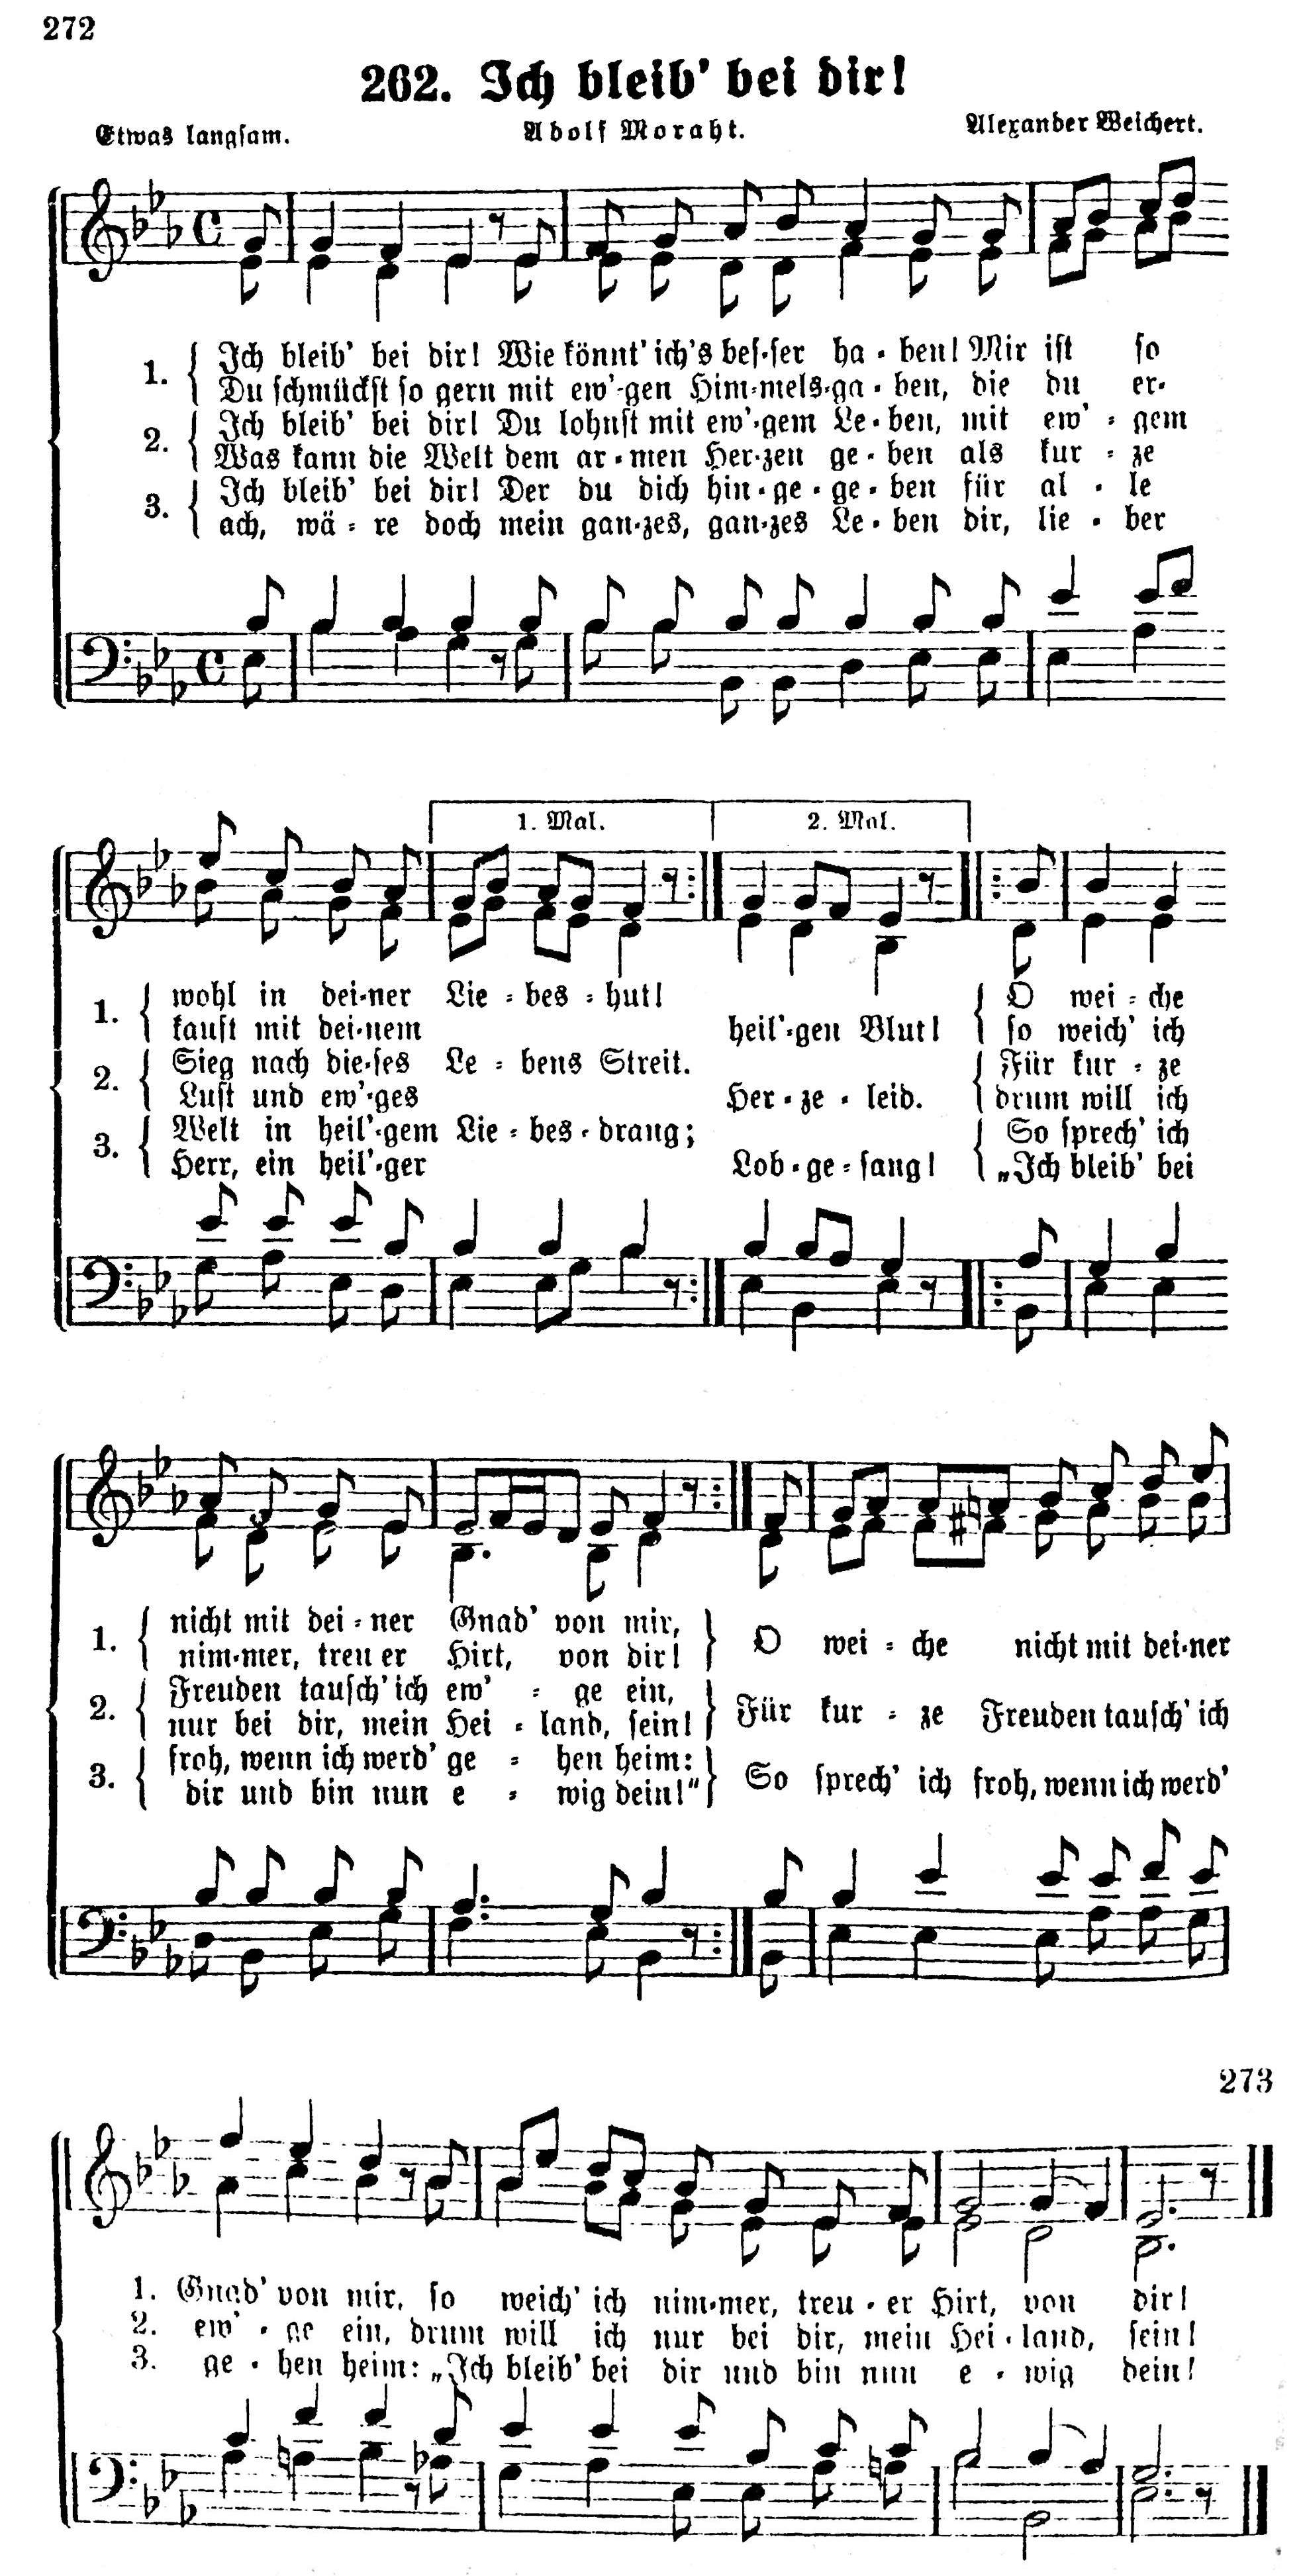 272
262. Ich bleib' bei dir!
Etwas langsam. Adolf Moraht. Alexander Weichert.
1. Ich bleib' bei dir! Wie könnt' ich's bes-ser ha-ben! Mir ist so
Du schmückst so gern mit ew'-gen Him-mels-ga-ben, die du er-
2. Ich bleib' bei dir! Du lohnst mit ew'-gem Le-ben, mit ew'-gem
Was kann die Welt dem ar-men Her-zen ge-ben als kur-ze
3. Ich bleib' bei dir! Der du dich hin-ge-ge-ben für al-le
ach, wä-re doch mein gan-zes, gan-zes Le-ben dir, lie-ber
1. Mal. 2. Mal.
1. wohl in dei-ner Lie-bes-hut! O wei-che
kauft mit dei-nem heil'-gen Blut! so weich' ich
2. Sieg nach die-ses Le-bens Streit. Für kur-ze
Lust und ew'-ges Her-ze-leid. drum will ich
3. Welt in heil'-gem Lie-bes-drang; So sprech' ich
Herr, ein heil'-ger Lob-ge-sang! „Ich bleib' bei
1. nicht mit dei-ner Gnad' von mir, O wei-che nicht mit dei-ner
nim-mer, treu er Hirt, von dir!
2. Freuden tausch' ich ew'-ge ein, Für kur-ze Freuden tausch' ich
nur bei dir, mein Hei-land, sein!
3. froh, wenn ich werd' ge-hen heim: So sprech' ich froh, wenn ich werd'
dir und bin nun e-wig dein!"
273
1. Gnad' von mir, so weich' ich nim-mer, treu-er Hirt, von dir!
2. ew'-ge ein, drum will ich nur bei dir, mein Hei-land, sein!
3. ge-hen heim: „Ich bleib' bei dir und bin nun e-wig dein!